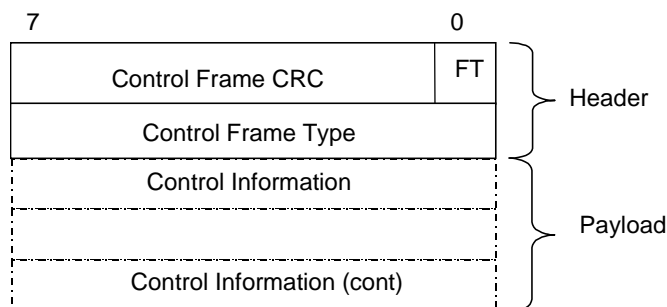 7 0
Control Frame CRC FT
Header
Control Frame Type
Control Information
Payload
Control Information (cont)